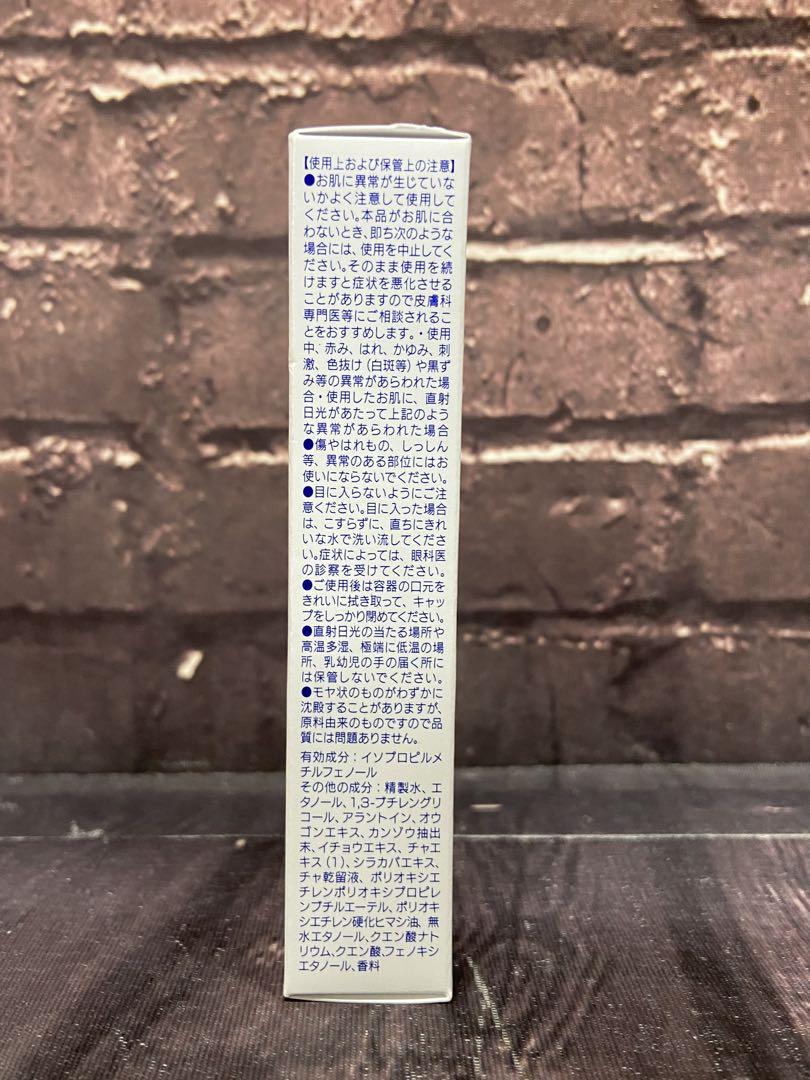 【使用上および保管上の注意】
●お肌に異常が生じていな
いかよく注意して使用して
ください。本品がお肌に合
わないとき、即ち次のような
場合には、使用を中止してく
ださい。そのまま使用を続
けますと症状を悪化させる
ことがありますので皮膚科
専門医等にご相談されるこ
とをおすすめします。・使用
中、赤み、はれ、かゆみ、刺
激、色抜け(白斑等)や黒ず
み等の異常があらわれた場
合・使用したお肌に、直射
日光があたって上記のよう
な異常があらわれた場合
●傷やはれもの、しっしん
等、異常のある部位にはお
使いにならないでください。
●目に入らないようにご注
意ください。目に入った場合
は、こすらずに、直ちにきれ
いな水で洗い流してくださ
い。症状によっては、眼科医
の診察を受けてください。
●ご使用後は容器の口元を
きれいに拭き取って、キャッ
プをしっかり閉めてください。
●直射日光の当たる場所や
高温多湿、極端に低温の場
所、乳幼児の手の届く所に
は保管しないでください。
●モヤ状のものがわずかに
沈殿することがありますが、
原料由来のものですので品
質には問題ありません。
有効成分：イソプロピルメ
チルフェノール
その他の成分：精製水、エ
タノール、1,3-ブチレングリ
コール、アラントイン、オウ
ゴンエキス、カンゾウ抽出
末、イチョウエキス、チャエ
キス(1)、シラカバエキス、
チャ乾留液、ポリオキシエ
チレンポリオキシプロピレ
ンブチルエーテル、ポリオキ
シエチレン硬化ヒマシ油、無
水エタノール、クエン酸ナト
リウム、クエン酸、フェノキシ
エタノール、香料